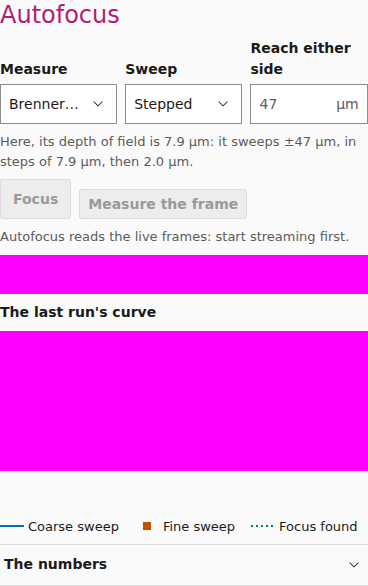 Autofocus
Reach either
Measure Sweep side
Brenner... Stepped 47 µm
Here, its depth of field is 7.9 µm: it sweeps ±47 µm, in
steps of 7.9 µm, then 2.0 µm.
Focus Measure the frame
Autofocus reads the live frames: start streaming first.
The last run's curve
Coarse sweep Fine sweep Focus found
The numbers